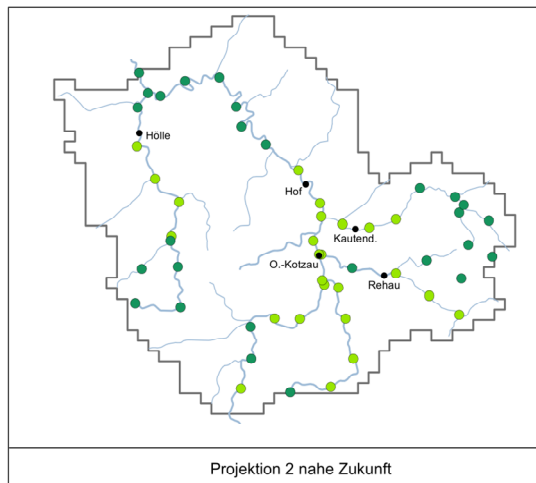 Hölle
Hof
Kautend.
O.-Kotzau
Rehau
Projektion 2 nahe Zukunft